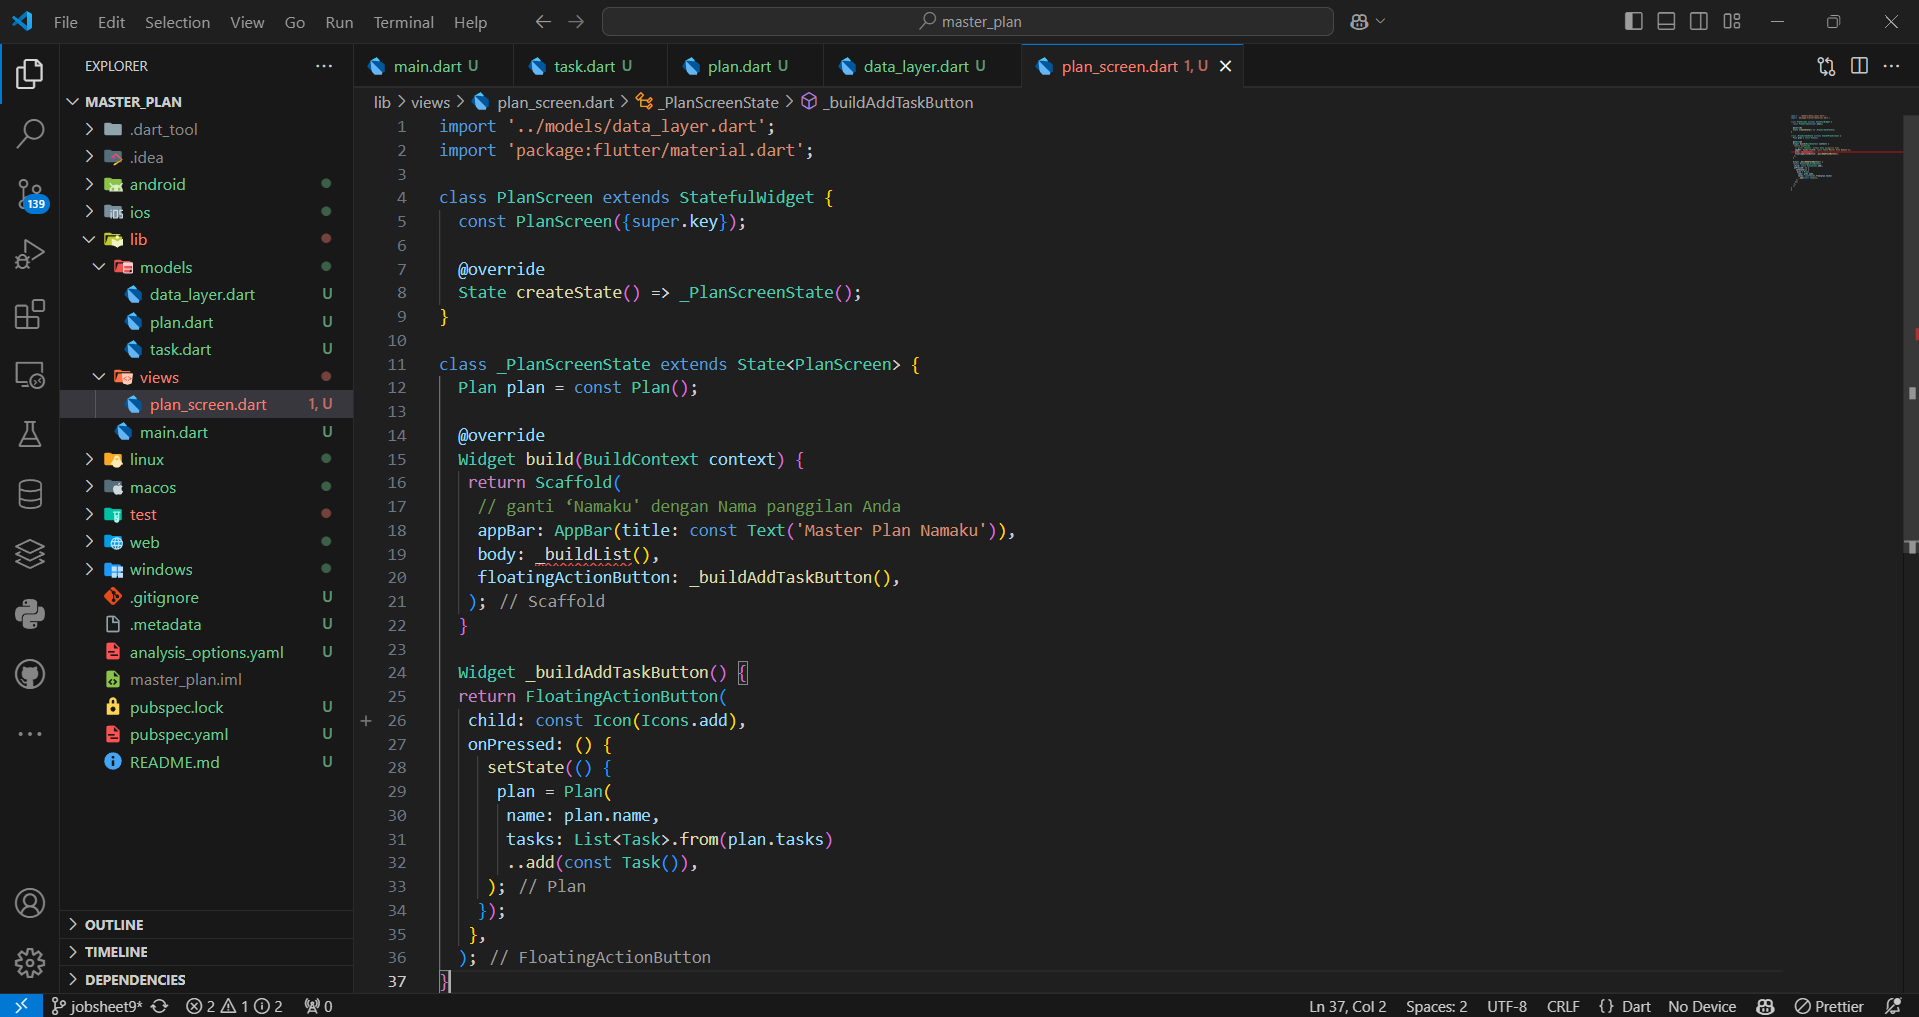 File Edit Selection View Go Run Terminal Help
master_plan
EXPLORER
MASTER_PLAN
.dart_tool
.idea
android
ios
lib
models
data_layer.dart U
plan.dart U
task.dart U
views
plan_screen.dart 1, U
main.dart U
linux
macos
test
web
windows
.gitignore U
.metadata U
analysis_options.yaml U
master_plan.iml
pubspec.lock U
pubspec.yaml U
README.md U
OUTLINE
TIMELINE
DEPENDENCIES
139
main.dart U task.dart U plan.dart U data_layer.dart U plan_screen.dart 1, U
lib > views > plan_screen.dart > _PlanScreenState > _buildAddTaskButton
1 import '../models/data_layer.dart';
2 import 'package:flutter/material.dart';
3
4 class PlanScreen extends StatefulWidget {
5 const PlanScreen({super.key});
6
7 @override
8 State createState() => _PlanScreenState();
9 }
10
11 class _PlanScreenState extends State<PlanScreen> {
12 Plan plan = const Plan();
13
14 @override
15 Widget build(BuildContext context) {
16 return Scaffold(
17 // ganti ‘Namaku' dengan Nama panggilan Anda
18 appBar: AppBar(title: const Text('Master Plan Namaku')),
19 body: _buildList(),
20 floatingActionButton: _buildAddTaskButton(),
21 ); // Scaffold
22 }
23
24 Widget _buildAddTaskButton() {
25 return FloatingActionButton(
26 child: const Icon(Icons.add),
27 onPressed: () {
28 setState(() {
29 plan = Plan(
30 name: plan.name,
31 tasks: List<Task>.from(plan.tasks)
32 ..add(const Task()),
33 ); // Plan
34 });
35 },
36 ); // FloatingActionButton
37 }
jobsheet9* 2 1 2 0
Ln 37, Col 2 Spaces: 2 UTF-8 CRLF {} Dart No Device Prettier